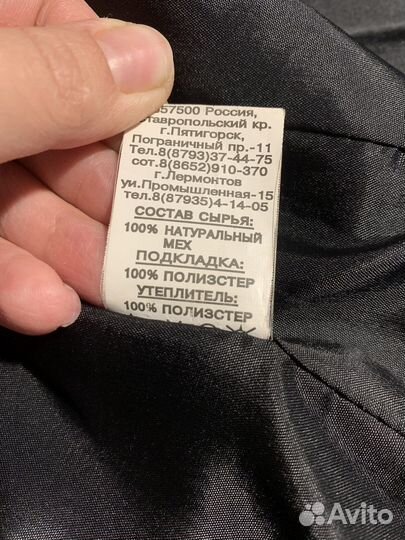 57500 Россия,
тавропольский кр.
г.Пятигорск,
Пограничный пр.-11
Тел.8(8793)37-44-75
сот.8(8652)910-370
г.Лермонтов
ул.Промышленная-15
тел.8(87935)4-14-05
СОСТАВ СЫРЬЯ:
100% НАТУРАЛЬНЫЙ
МЕХ
ПОДКЛАДКА:
100% ПОЛИЭСТЕР
УТЕПЛИТЕЛЬ:
100% ПОЛИЭСТЕР
Avito